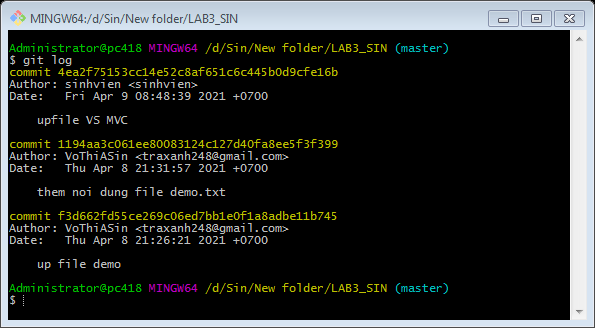 MINGW64:/d/Sin/New folder/LAB3_SIN
Administrator@pc418 MINGW64 /d/Sin/New folder/LAB3_SIN (master)
$ git log
commit 4ea2f75153cc14e52c8af651c6c445b0d9cfe16b
Author: sinhvien <sinhvien>
Date:   Fri Apr 9 08:48:39 2021 +0700
upfile VS MVC
commit 1194aa3c061ee80083124c127d40fa8ee5f3f399
Author: VoThiASin <traxanh248@gmail.com>
Date:   Thu Apr 8 21:31:57 2021 +0700
them noi dung file demo.txt
commit f3d662fd55ce269c06ed7bb1e0f1a8adbe11b745
Author: VoThiASin <traxanh248@gmail.com>
Date:   Thu Apr 8 21:26:21 2021 +0700
up file demo
Administrator@pc418 MINGW64 /d/Sin/New folder/LAB3_SIN (master)
$